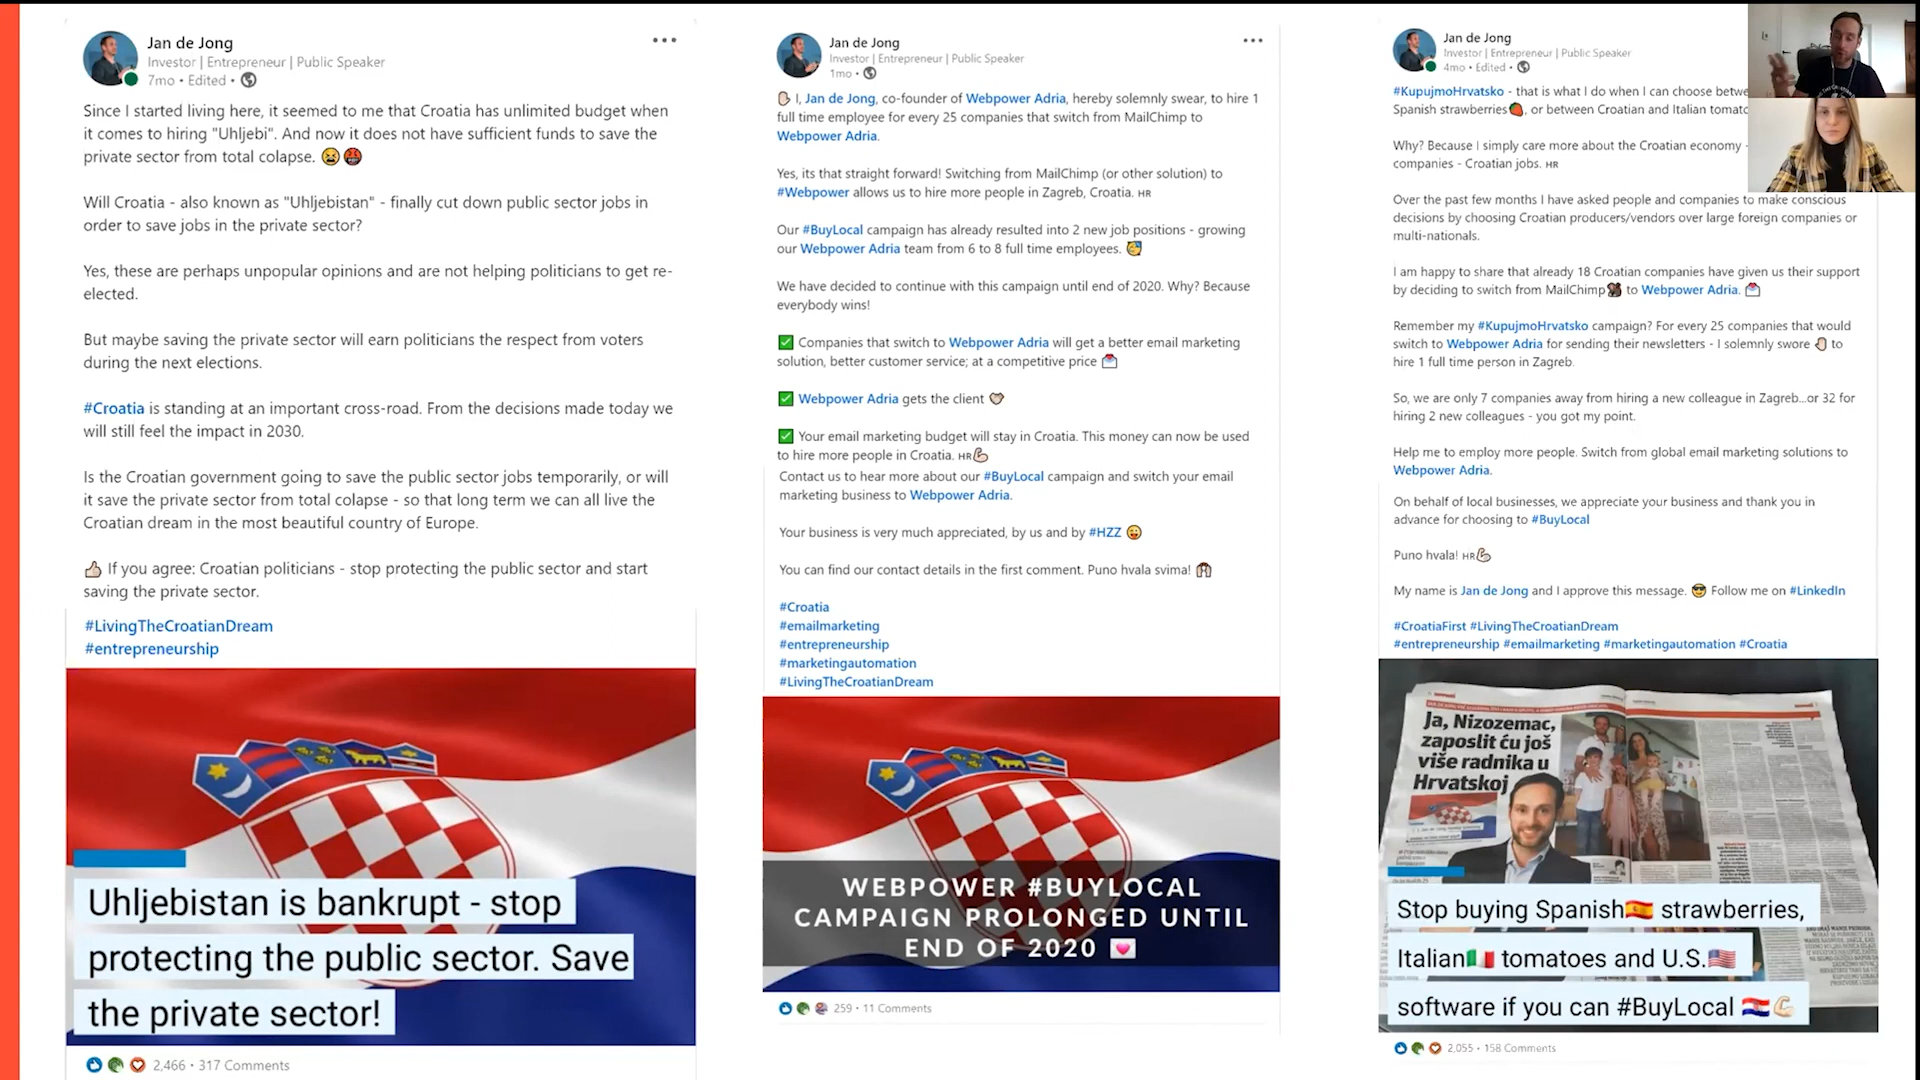 Jan de Jong
Investor | Entrepreneur | Public Speaker
7mo • Edited •
Since I started living here, it seemed to me that Croatia has unlimited budget when
it comes to hiring "Uhljebi". And now it does not have sufficient funds to save the
private sector from total colapse. 😫🤬
Will Croatia - also known as "Uhljebistan" - finally cut down public sector jobs in
order to save jobs in the private sector?
Yes, these are perhaps unpopular opinions and are not helping politicians to get re-
elected.
But maybe saving the private sector will earn politicians the respect from voters
during the next elections.
#Croatia is standing at an important cross-road. From the decisions made today we
will still feel the impact in 2030.
Is the Croatian government going to save the public sector jobs temporarily, or will
it save the private sector from total colapse - so that long term we can all live the
Croatian dream in the most beautiful country of Europe.
👍 If you agree: Croatian politicians - stop protecting the public sector and start
saving the private sector.
#LivingTheCroatianDream
#entrepreneurship
Uhljebistan is bankrupt - stop
protecting the public sector. Save
the private sector!
2,466 • 317 Comments
Jan de Jong
Investor | Entrepreneur | Public Speaker
1mo •
✋ I, Jan de Jong, co-founder of Webpower Adria, hereby solemnly swear, to hire 1
full time employee for every 25 companies that switch from MailChimp to
Webpower Adria.
Yes, its that straight forward! Switching from MailChimp (or other solution) to
#Webpower allows us to hire more people in Zagreb, Croatia. HR
Our #BuyLocal campaign has already resulted into 2 new job positions - growing
our Webpower Adria team from 6 to 8 full time employees. 🥳
We have decided to continue with this campaign until end of 2020. Why? Because
everybody wins!
✅ Companies that switch to Webpower Adria will get a better email marketing
solution, better customer service; at a competitive price 📩
✅ Webpower Adria gets the client
✅ Your email marketing budget will stay in Croatia. This money can now be used
to hire more people in Croatia. HR💪
Contact us to hear more about our #BuyLocal campaign and switch your email
marketing business to Webpower Adria.
Your business is very much appreciated, by us and by #HZZ 😛
You can find our contact details in the first comment. Puno hvala svima! 🙌
#Croatia
#emailmarketing
#entrepreneurship
#marketingautomation
#LivingTheCroatianDream
WEBPOWER #BUYLOCAL
CAMPAIGN PROLONGED UNTIL
END OF 2020 💟
259 • 11 Comments
Jan de Jong
Investor | Entrepreneur | Public Speaker
4mo • Edited •
#KupujmoHrvatsko - that is what I do when I can choose
Spanish strawberries🍓, or between Croatian and Italian
Why? Because I simply care more about the Croatian economy -
companies - Croatian jobs. HR
Over the past few months I have asked people and companies to make conscious
decisions by choosing Croatian producers/vendors over large foreign companies or
multi-nationals.
I am happy to share that already 18 Croatian companies have given us their support
by deciding to switch from MailChimp🐒 to Webpower Adria. 📩
Remember my #KupujmoHrvatsko campaign? For every 25 companies that would
switch to Webpower Adria for sending their newsletters - I solemnly swore ✋ to
hire 1 full time person in Zagreb.
So, we are only 7 companies away from hiring a new colleague in Zagreb...or 32 for
hiring 2 new colleagues - you got my point.
Help me to employ more people. Switch from global email marketing solutions to
Webpower Adria.
On behalf of local businesses, we appreciate your business and thank you in
advance for choosing to #BuyLocal
Puno hvala! HR💪
My name is Jan de Jong and I approve this message. 😎 Follow me on #LinkedIn
#CroatiaFirst #LivingTheCroatianDream
#entrepreneurship #emailmarketing #marketingautomation #Croatia
Ja, Nizozemac,
zaposlit ću još
više radnika u
Hrvatskoj
Stop buying Spanish🇪🇸 strawberries,
Italian🇮🇹 tomatoes and U.S.🇺🇸
software if you can #BuyLocal 🇭🇷💪
2,055 • 158 Comments